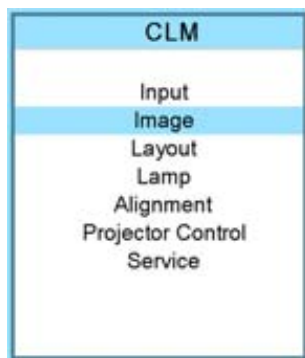 CLM
Input
Image
Layout
Lamp
Alignment
Projector Control
Service